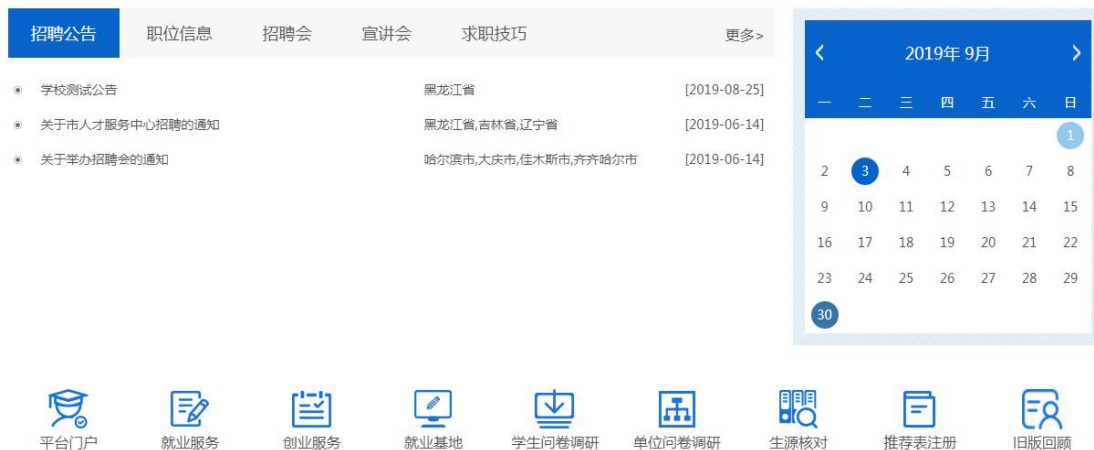 招聘公告 职位信息 招聘会 宣讲会 求职技巧 更多>
学校测试公告 黑龙江省 [2019-08-25]
关于市人才服务中心招聘的通知 黑龙江省,吉林省,辽宁省 [2019-06-14]
关于举办招聘会的通知 哈尔滨市,大庆市,佳木斯市,齐齐哈尔市 [2019-06-14]
2019年 9月
一 二 三 四 五 六 日
1
2 3 4 5 6 7 8
9 10 11 12 13 14 15
16 17 18 19 20 21 22
23 24 25 26 27 28 29
30
平台门户 就业服务 创业服务 就业基地 学生问卷调研 单位问卷调研 生源核对 推荐表注册 旧版回顾